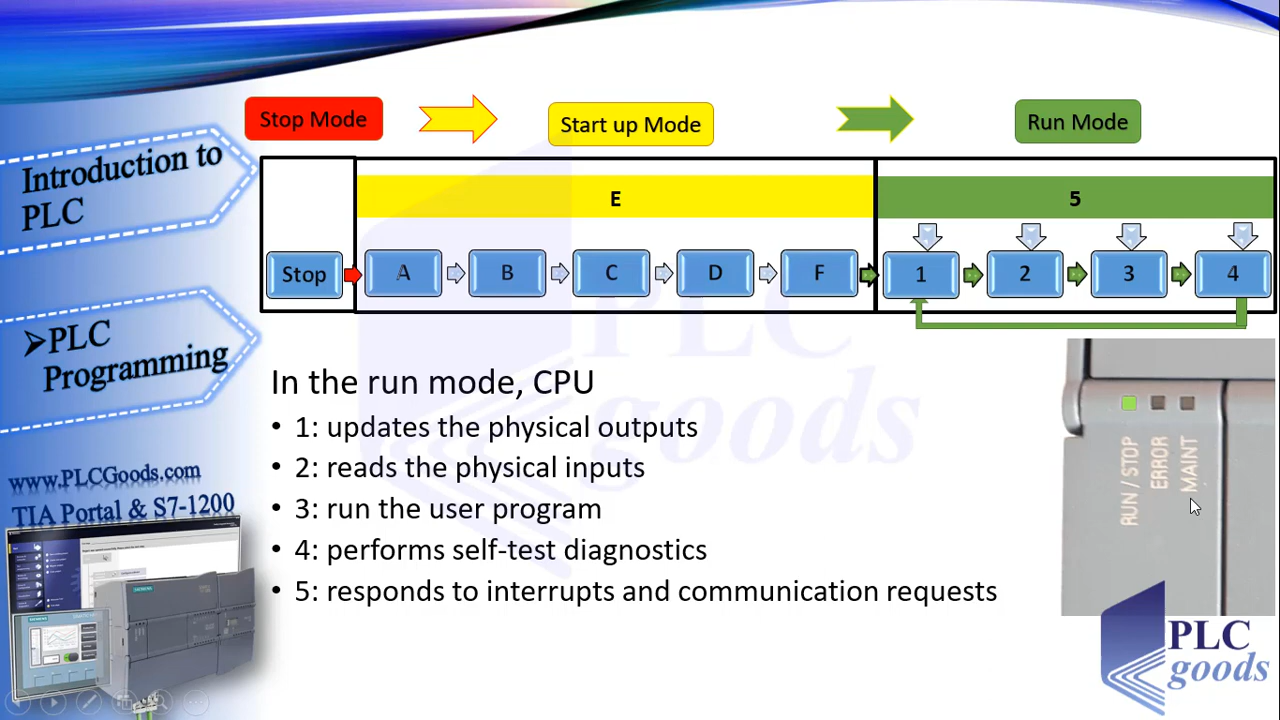 Stop Mode
Start up Mode
Run Mode
Introduction to
PLC
E
5
Stop
A
B
C
D
F
1
2
3
4
➢PLC
Programming
PLC
goods
In the run mode, CPU
• 1: updates the physical outputs
• 2: reads the physical inputs
• 3: run the user program
• 4: performs self-test diagnostics
• 5: responds to interrupts and communication requests
RUN / STOP
ERROR
MAINT
www.PLCGoods.com
TIA Portal & S7-1200
PLC
goods